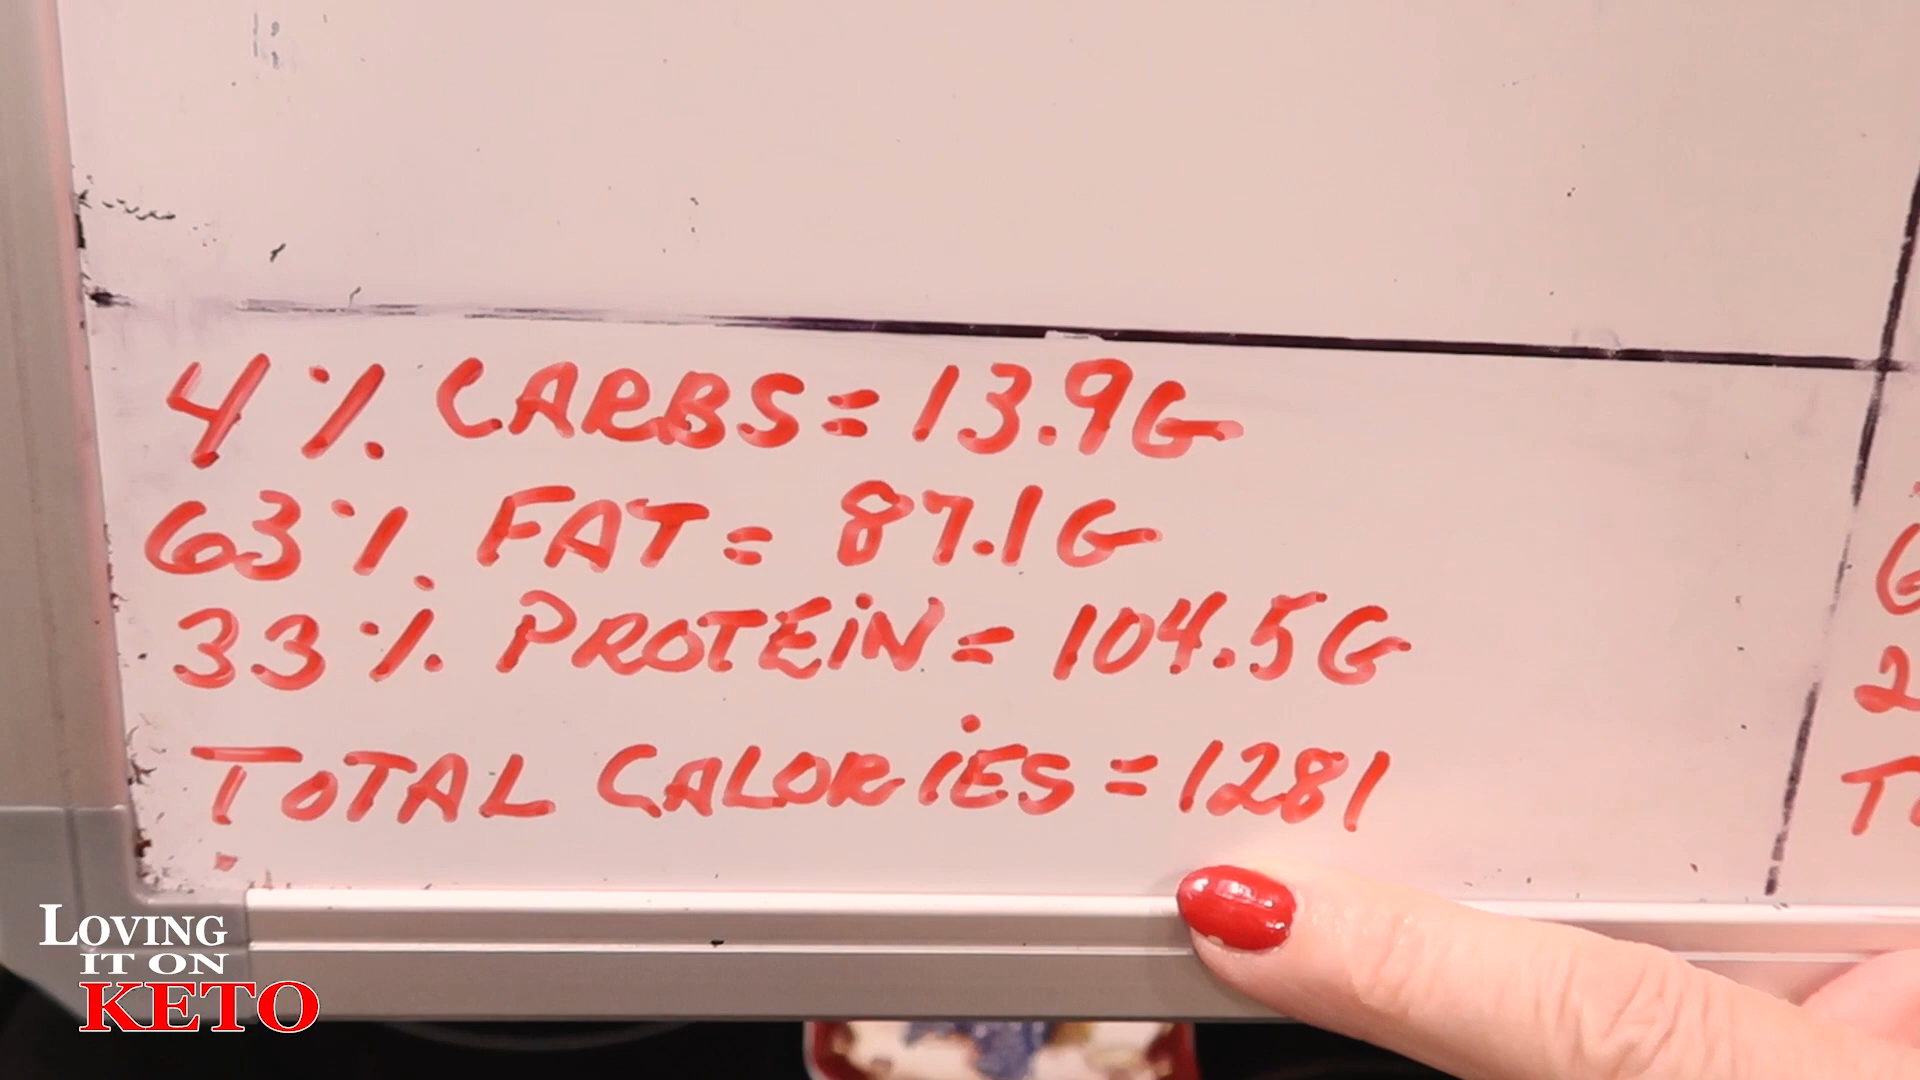 4% CARBS = 13.9G
63% FAT = 87.1G
33% PROTEIN = 104.5G
TOTAL CALORIES = 1281
LOVING
IT ON
KETO